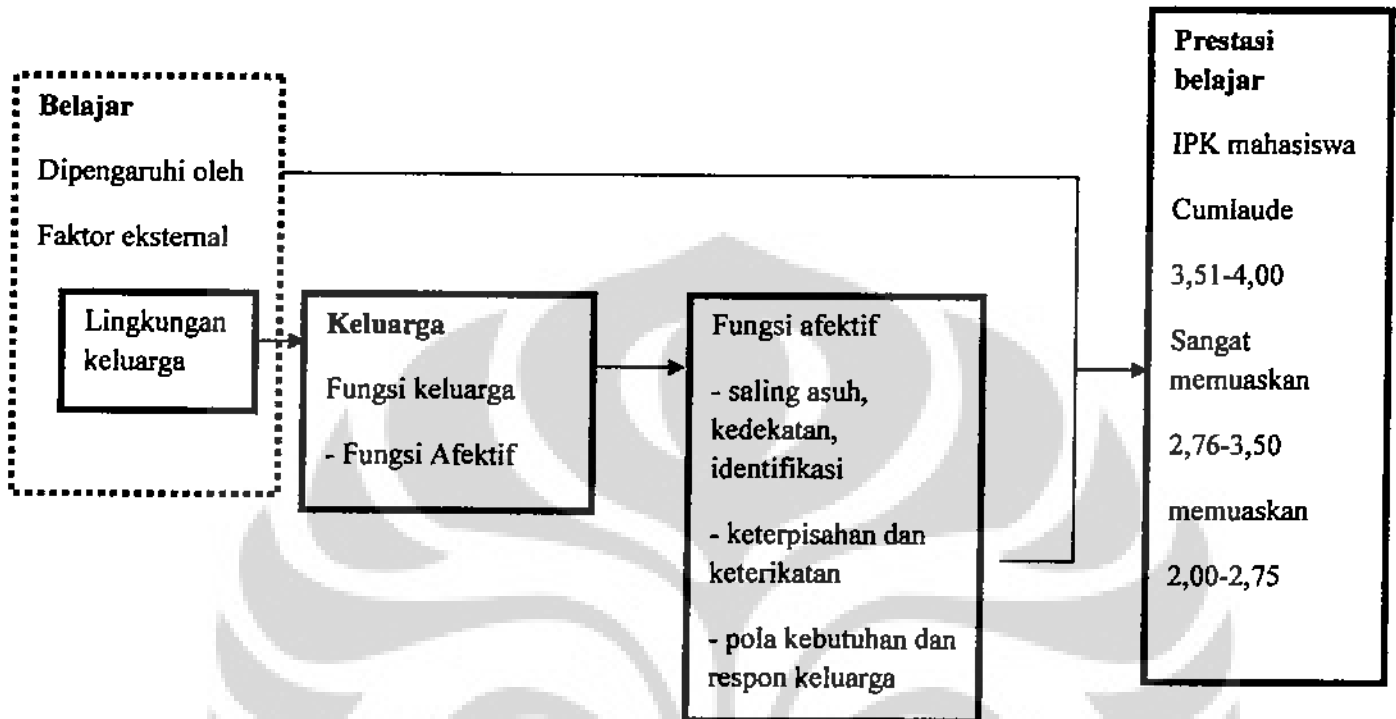 Belajar
Dipengaruhi oleh
Faktor eksternal
Lingkungan
keluarga
Keluarga
Fungsi keluarga
- Fungsi Afektif
Fungsi afektif
- saling asuh,
kedekatan,
identifikasi
- keterpisahan dan
keterikatan
- pola kebutuhan dan
respon keluarga
Prestasi
belajar
IPK mahasiswa
Cumlaude
3,51-4,00
Sangat
memuaskan
2,76-3,50
memuaskan
2,00-2,75